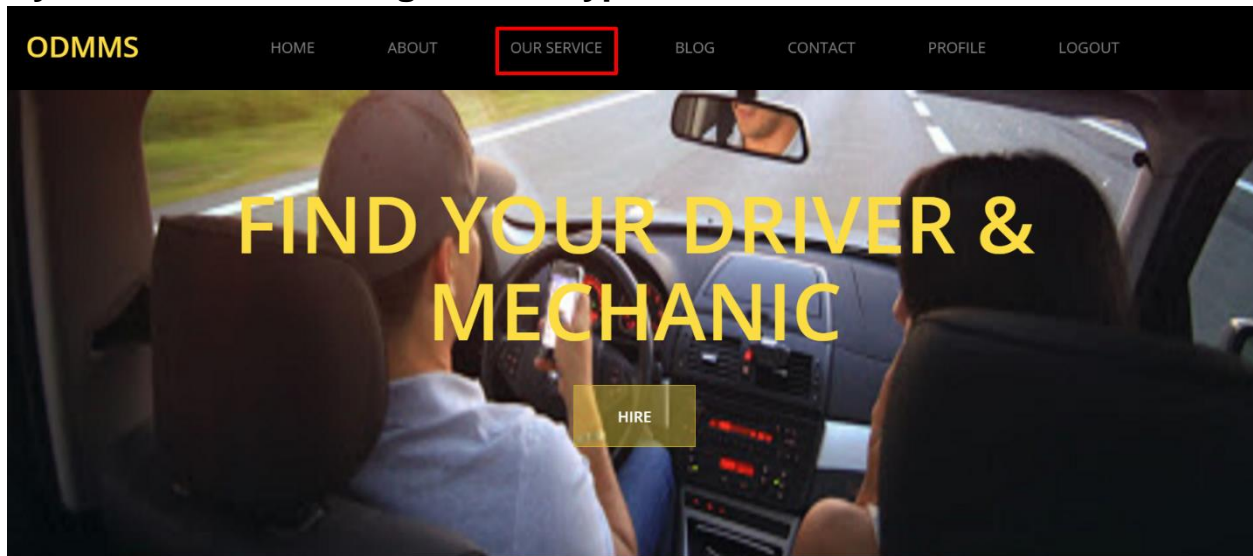 ODMMS HOME ABOUT OUR SERVICE BLOG CONTACT PROFILE LOGOUT
FIND YOUR DRIVER &
MECHANIC
HIRE